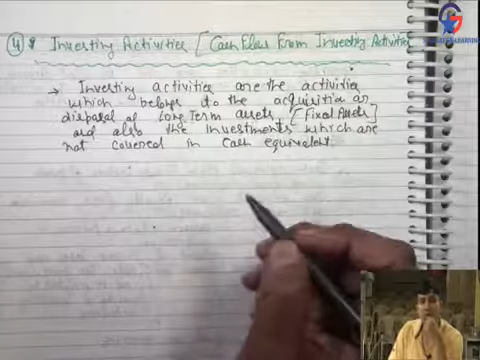 4) Investing Activities [Cash Flow From Investing Activities
→ Investing activities are the activities
which belongs to the acquisition or
disposal of Long Term assets, [Fixed Assets]
and also the investments which are
not covered in Cash equivalent